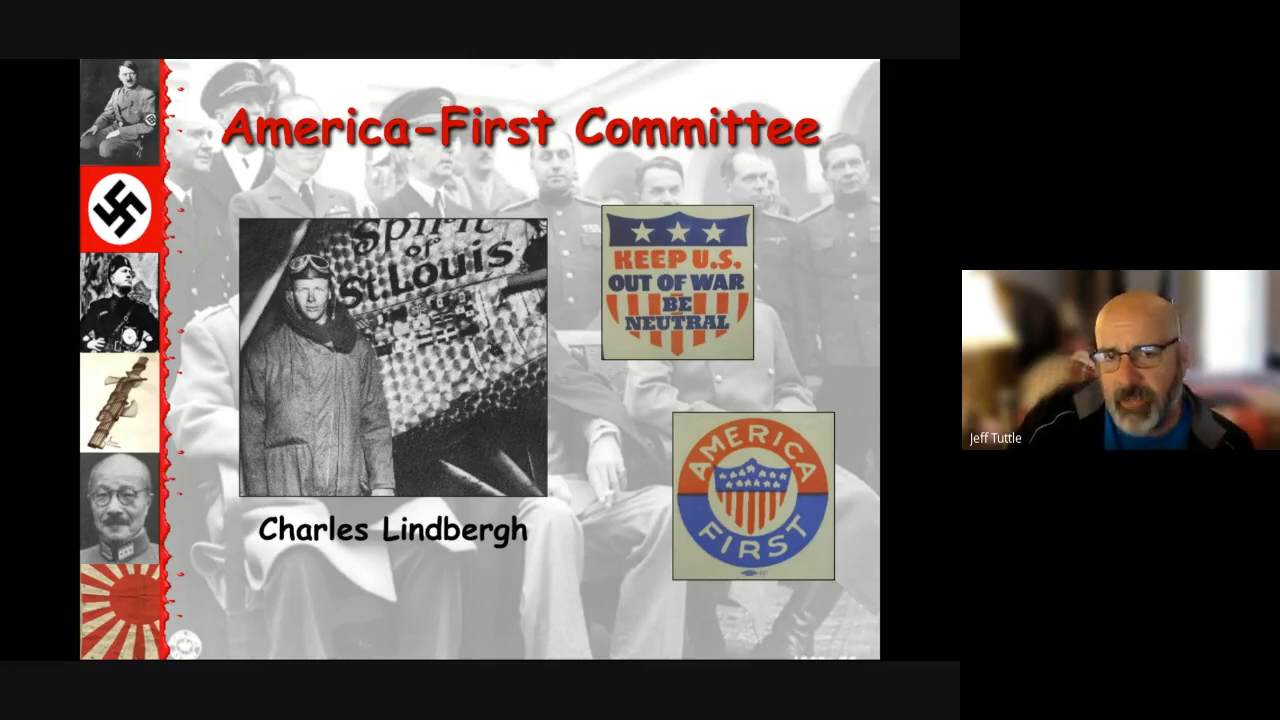 America-First Committee
Spirit
of
St. Louis
KEEP U.S.
OUT OF WAR
BE
NEUTRAL
AMERICA
FIRST
Charles Lindbergh
Jeff Tuttle